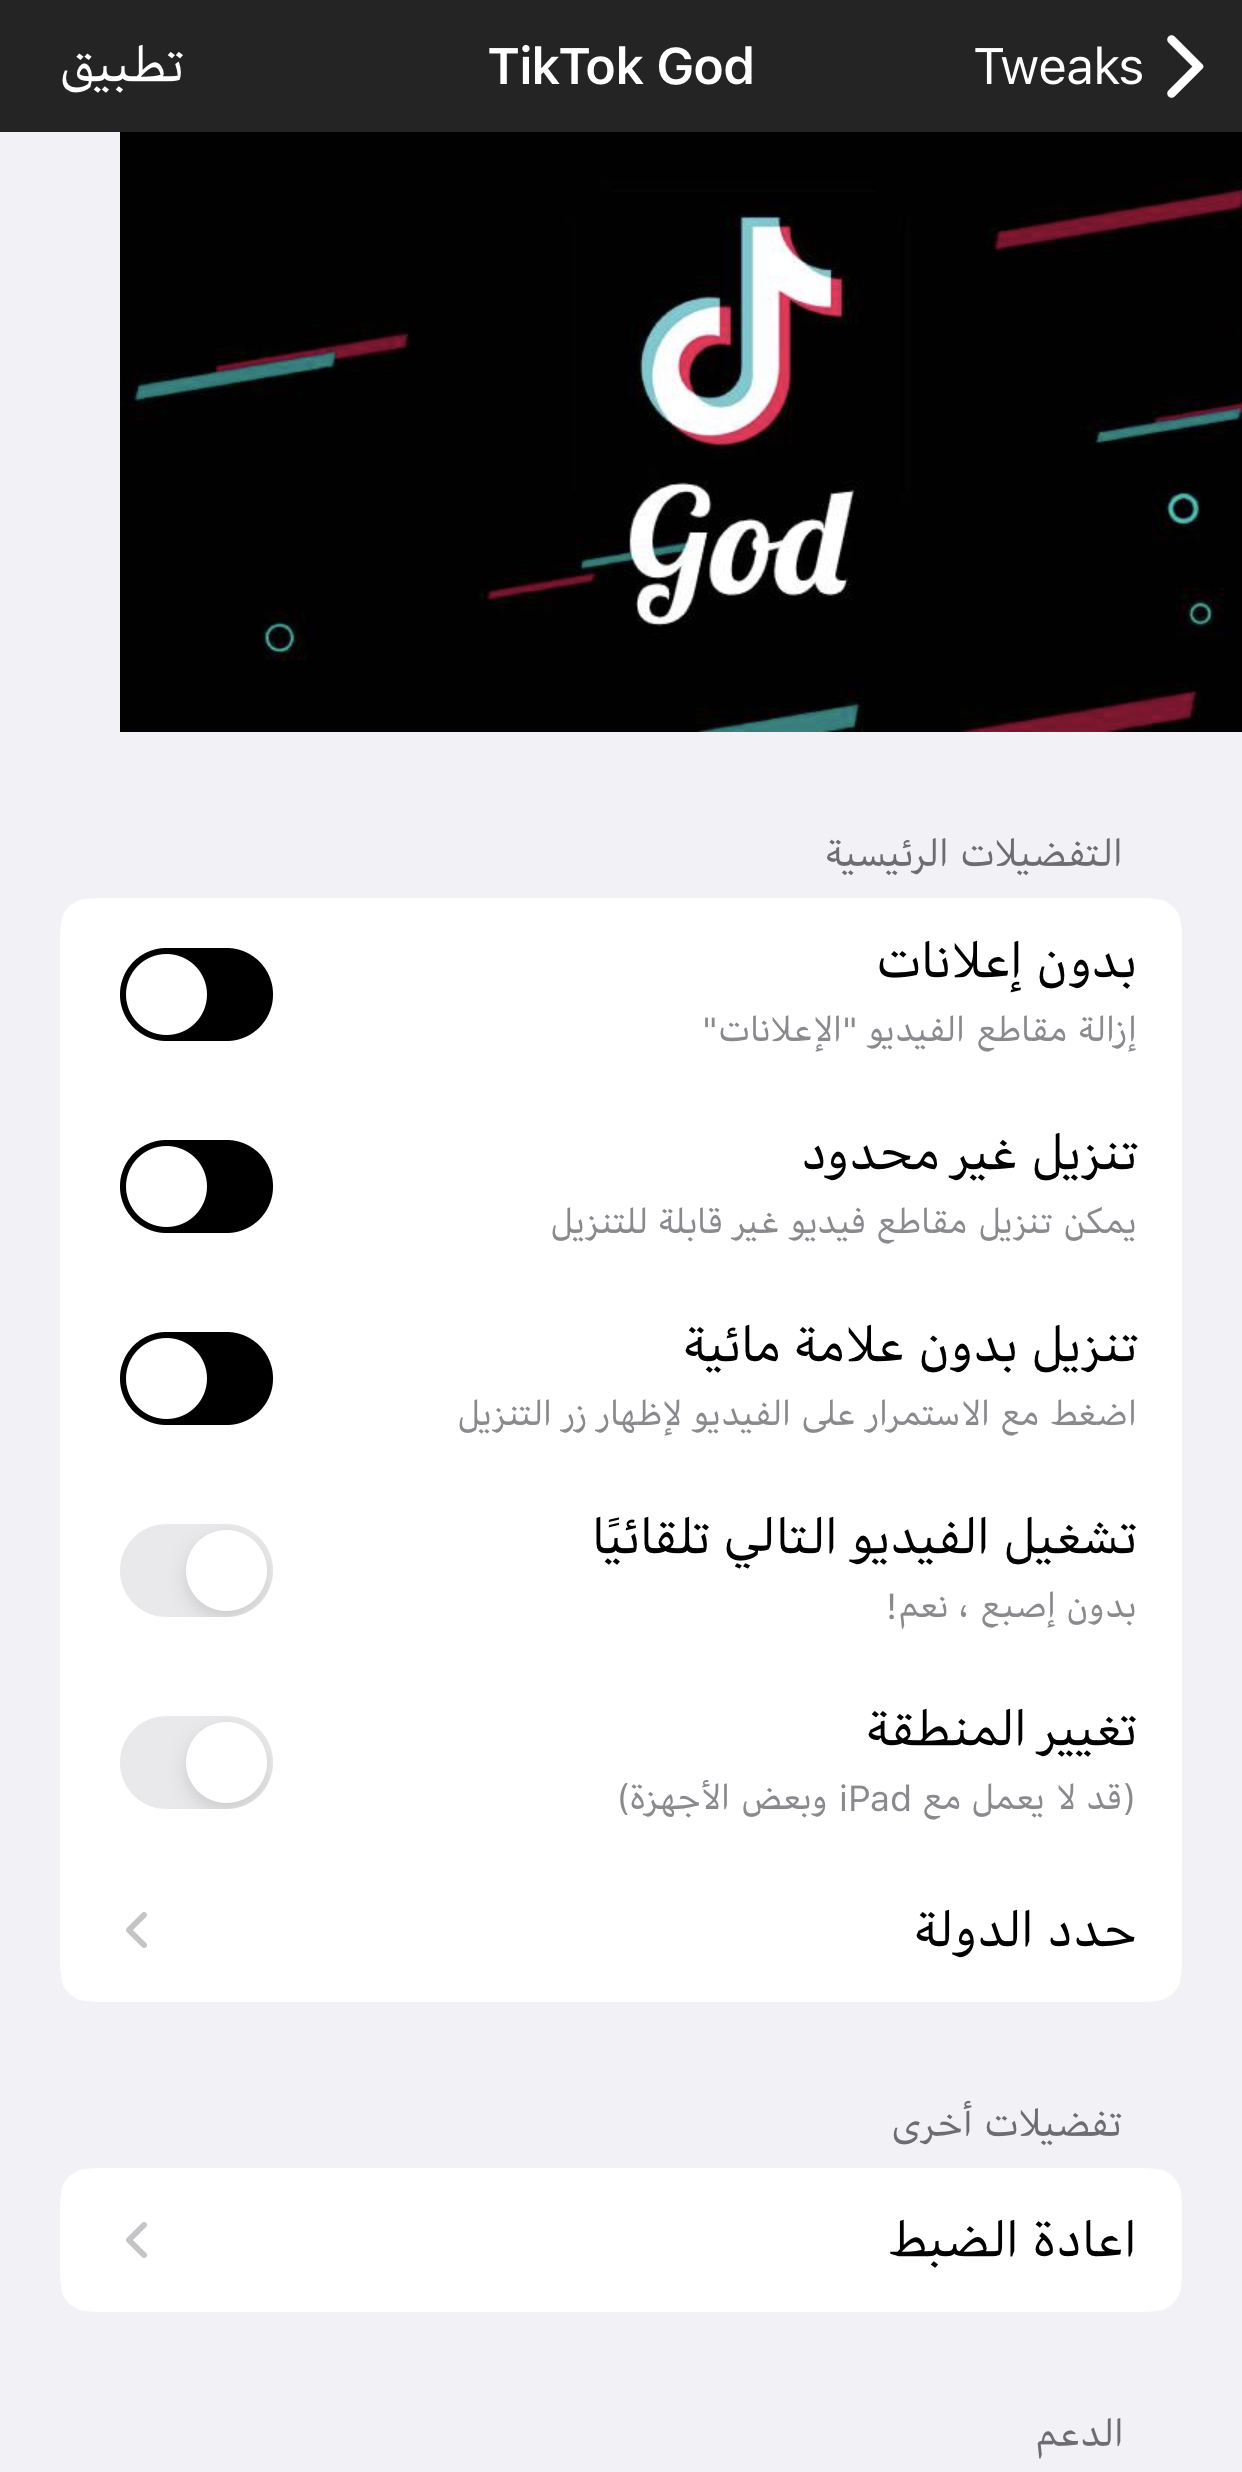 Tweaks
TikTok God
تطبيق
God
التفضيلات الرئيسية
بدون إعلانات
إزالة مقاطع الفيديو "الإعلانات"
تنزيل غير محدود
يمكن تنزيل مقاطع فيديو غير قابلة للتنزيل
تنزيل بدون علامة مائية
اضغط مع الاستمرار على الفيديو لإظهار زر التنزيل
تشغيل الفيديو التالي تلقائيًا
بدون إصبع ، نعم!
تغيير المنطقة
(قد لا يعمل مع iPad وبعض الأجهزة)
حدد الدولة
تفضيلات أخرى
اعادة الضبط
الدعم